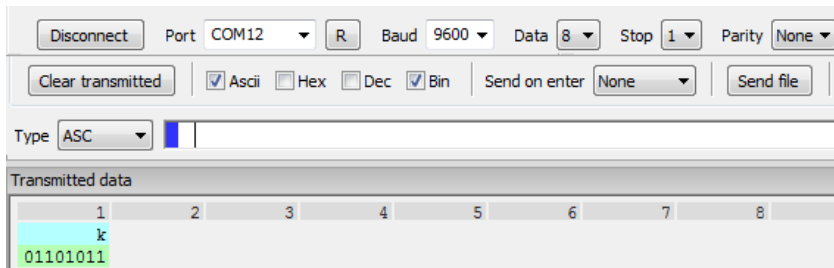 Disconnect Port COM12 R Baud 9600 Data 8 Stop 1 Parity None
Clear transmitted Ascii Hex Dec Bin Send on enter None Send file
Type ASC
Transmitted data
1 2 3 4 5 6 7 8
k
01101011